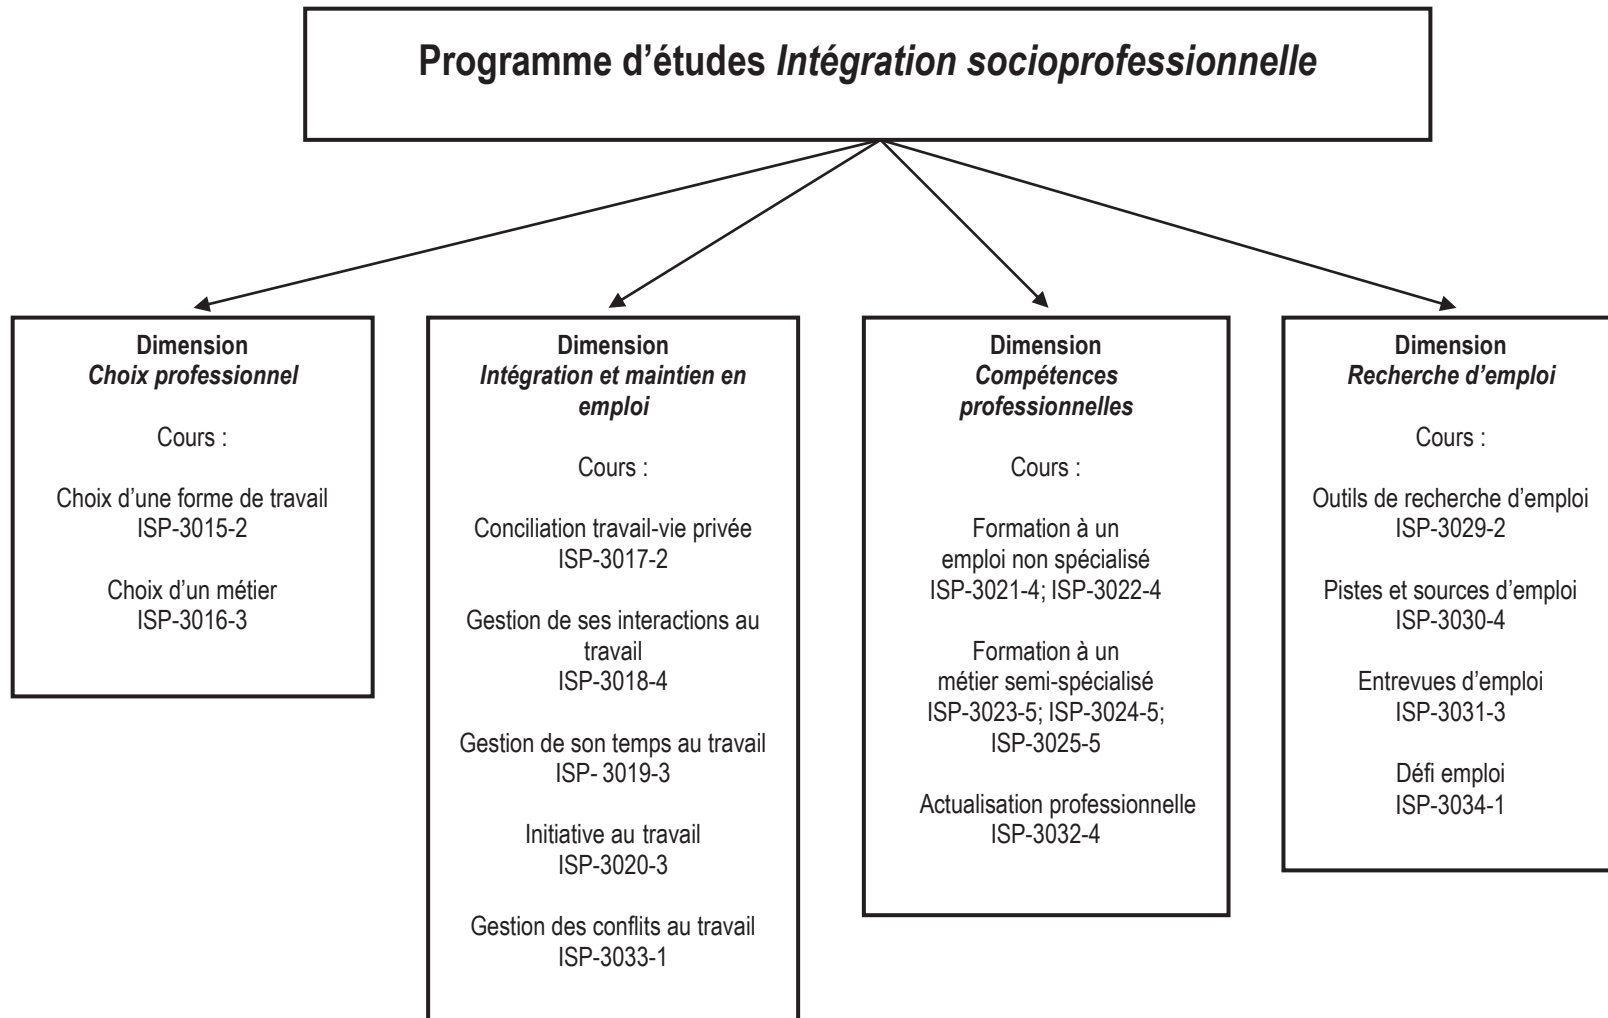 Programme d’études Intégration socioprofessionnelle
Dimension
Choix professionnel
Cours :
Choix d’une forme de travail
ISP-3015-2
Choix d’un métier
ISP-3016-3
Dimension
Intégration et maintien en
emploi
Cours :
Conciliation travail-vie privée
ISP-3017-2
Gestion de ses interactions au
travail
ISP-3018-4
Gestion de son temps au travail
ISP- 3019-3
Initiative au travail
ISP-3020-3
Gestion des conflits au travail
ISP-3033-1
Dimension
Compétences
professionnelles
Cours :
Formation à un
emploi non spécialisé
ISP-3021-4; ISP-3022-4
Formation à un
métier semi-spécialisé
ISP-3023-5; ISP-3024-5;
ISP-3025-5
Actualisation professionnelle
ISP-3032-4
Dimension
Recherche d’emploi
Cours :
Outils de recherche d’emploi
ISP-3029-2
Pistes et sources d’emploi
ISP-3030-4
Entrevues d’emploi
ISP-3031-3
Défi emploi
ISP-3034-1